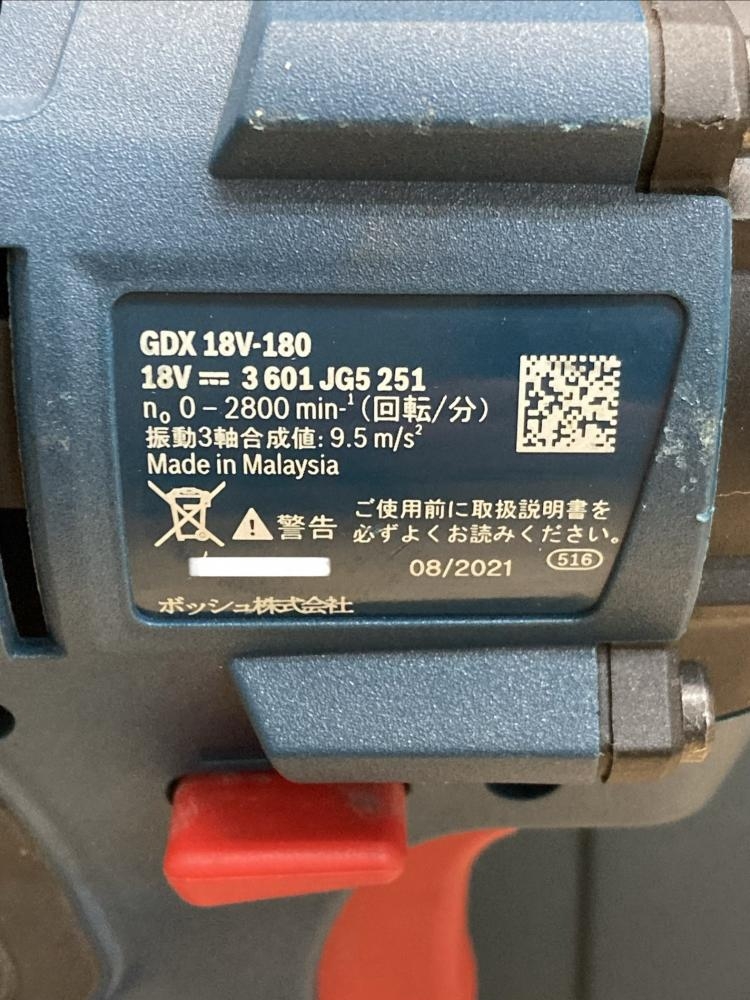 GDX 18V-180
18V ⎓ 3 601 JG5 251
n₀ 0 – 2800 min-¹ (回転/分)
振動3軸合成値: 9.5 m/s²
Made in Malaysia
警告
ご使用前に取扱説明書を
必ずよくお読みください。
08/2021 516
ボッシュ株式会社